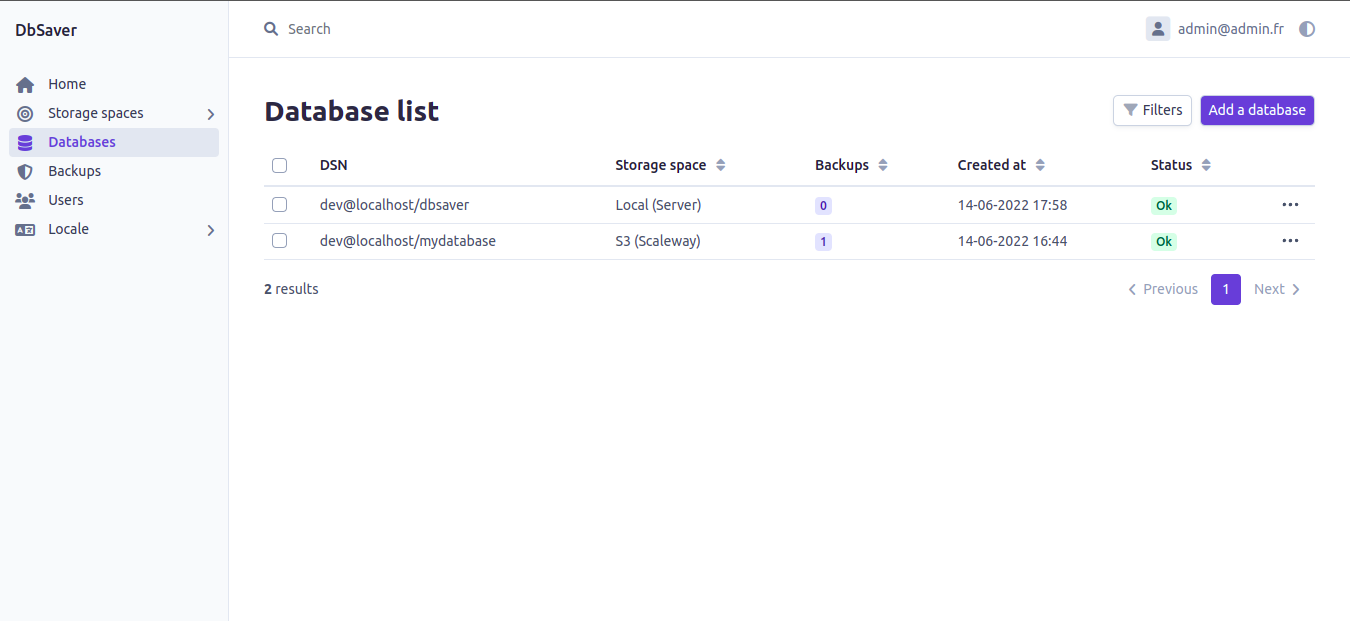 DbSaver
Search
admin@admin.fr
Home
Storage spaces
Databases
Backups
Users
Locale
Database list
Filters
Add a database
DSN Storage space Backups Created at Status
dev@localhost/dbsaver Local (Server) 0 14-06-2022 17:58 Ok
dev@localhost/mydatabase S3 (Scaleway) 1 14-06-2022 16:44 Ok
2 results
Previous 1 Next